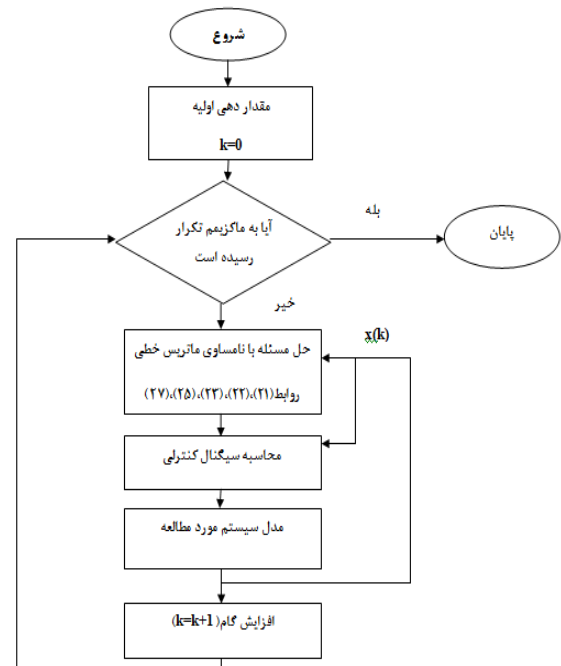 شروع
مقدار دهی اولیه
k=0
آیا به ماکزیمم تکرار
رسیده است
بله
پایان
خیر
حل مسئله با نامساوی ماتریس خطی
روابط(۲۱)،(۲۲)،(۲۳)،(۲۵)،(۲۷)
x(k)
محاسبه سیگنال کنترلی
مدل سیستم مورد مطالعه
افزایش گام( k=k+1)